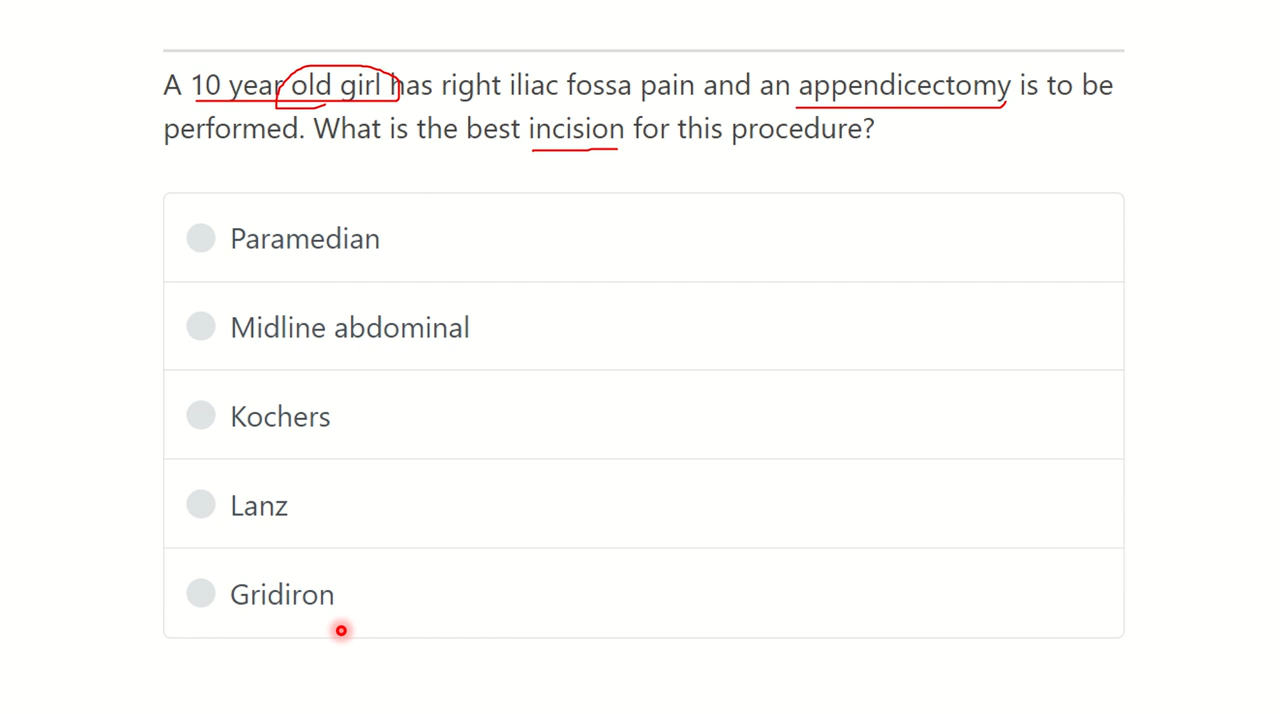 A 10 year old girl has right iliac fossa pain and an appendicectomy is to be
performed. What is the best incision for this procedure?
Paramedian
Midline abdominal
Kochers
Lanz
Gridiron